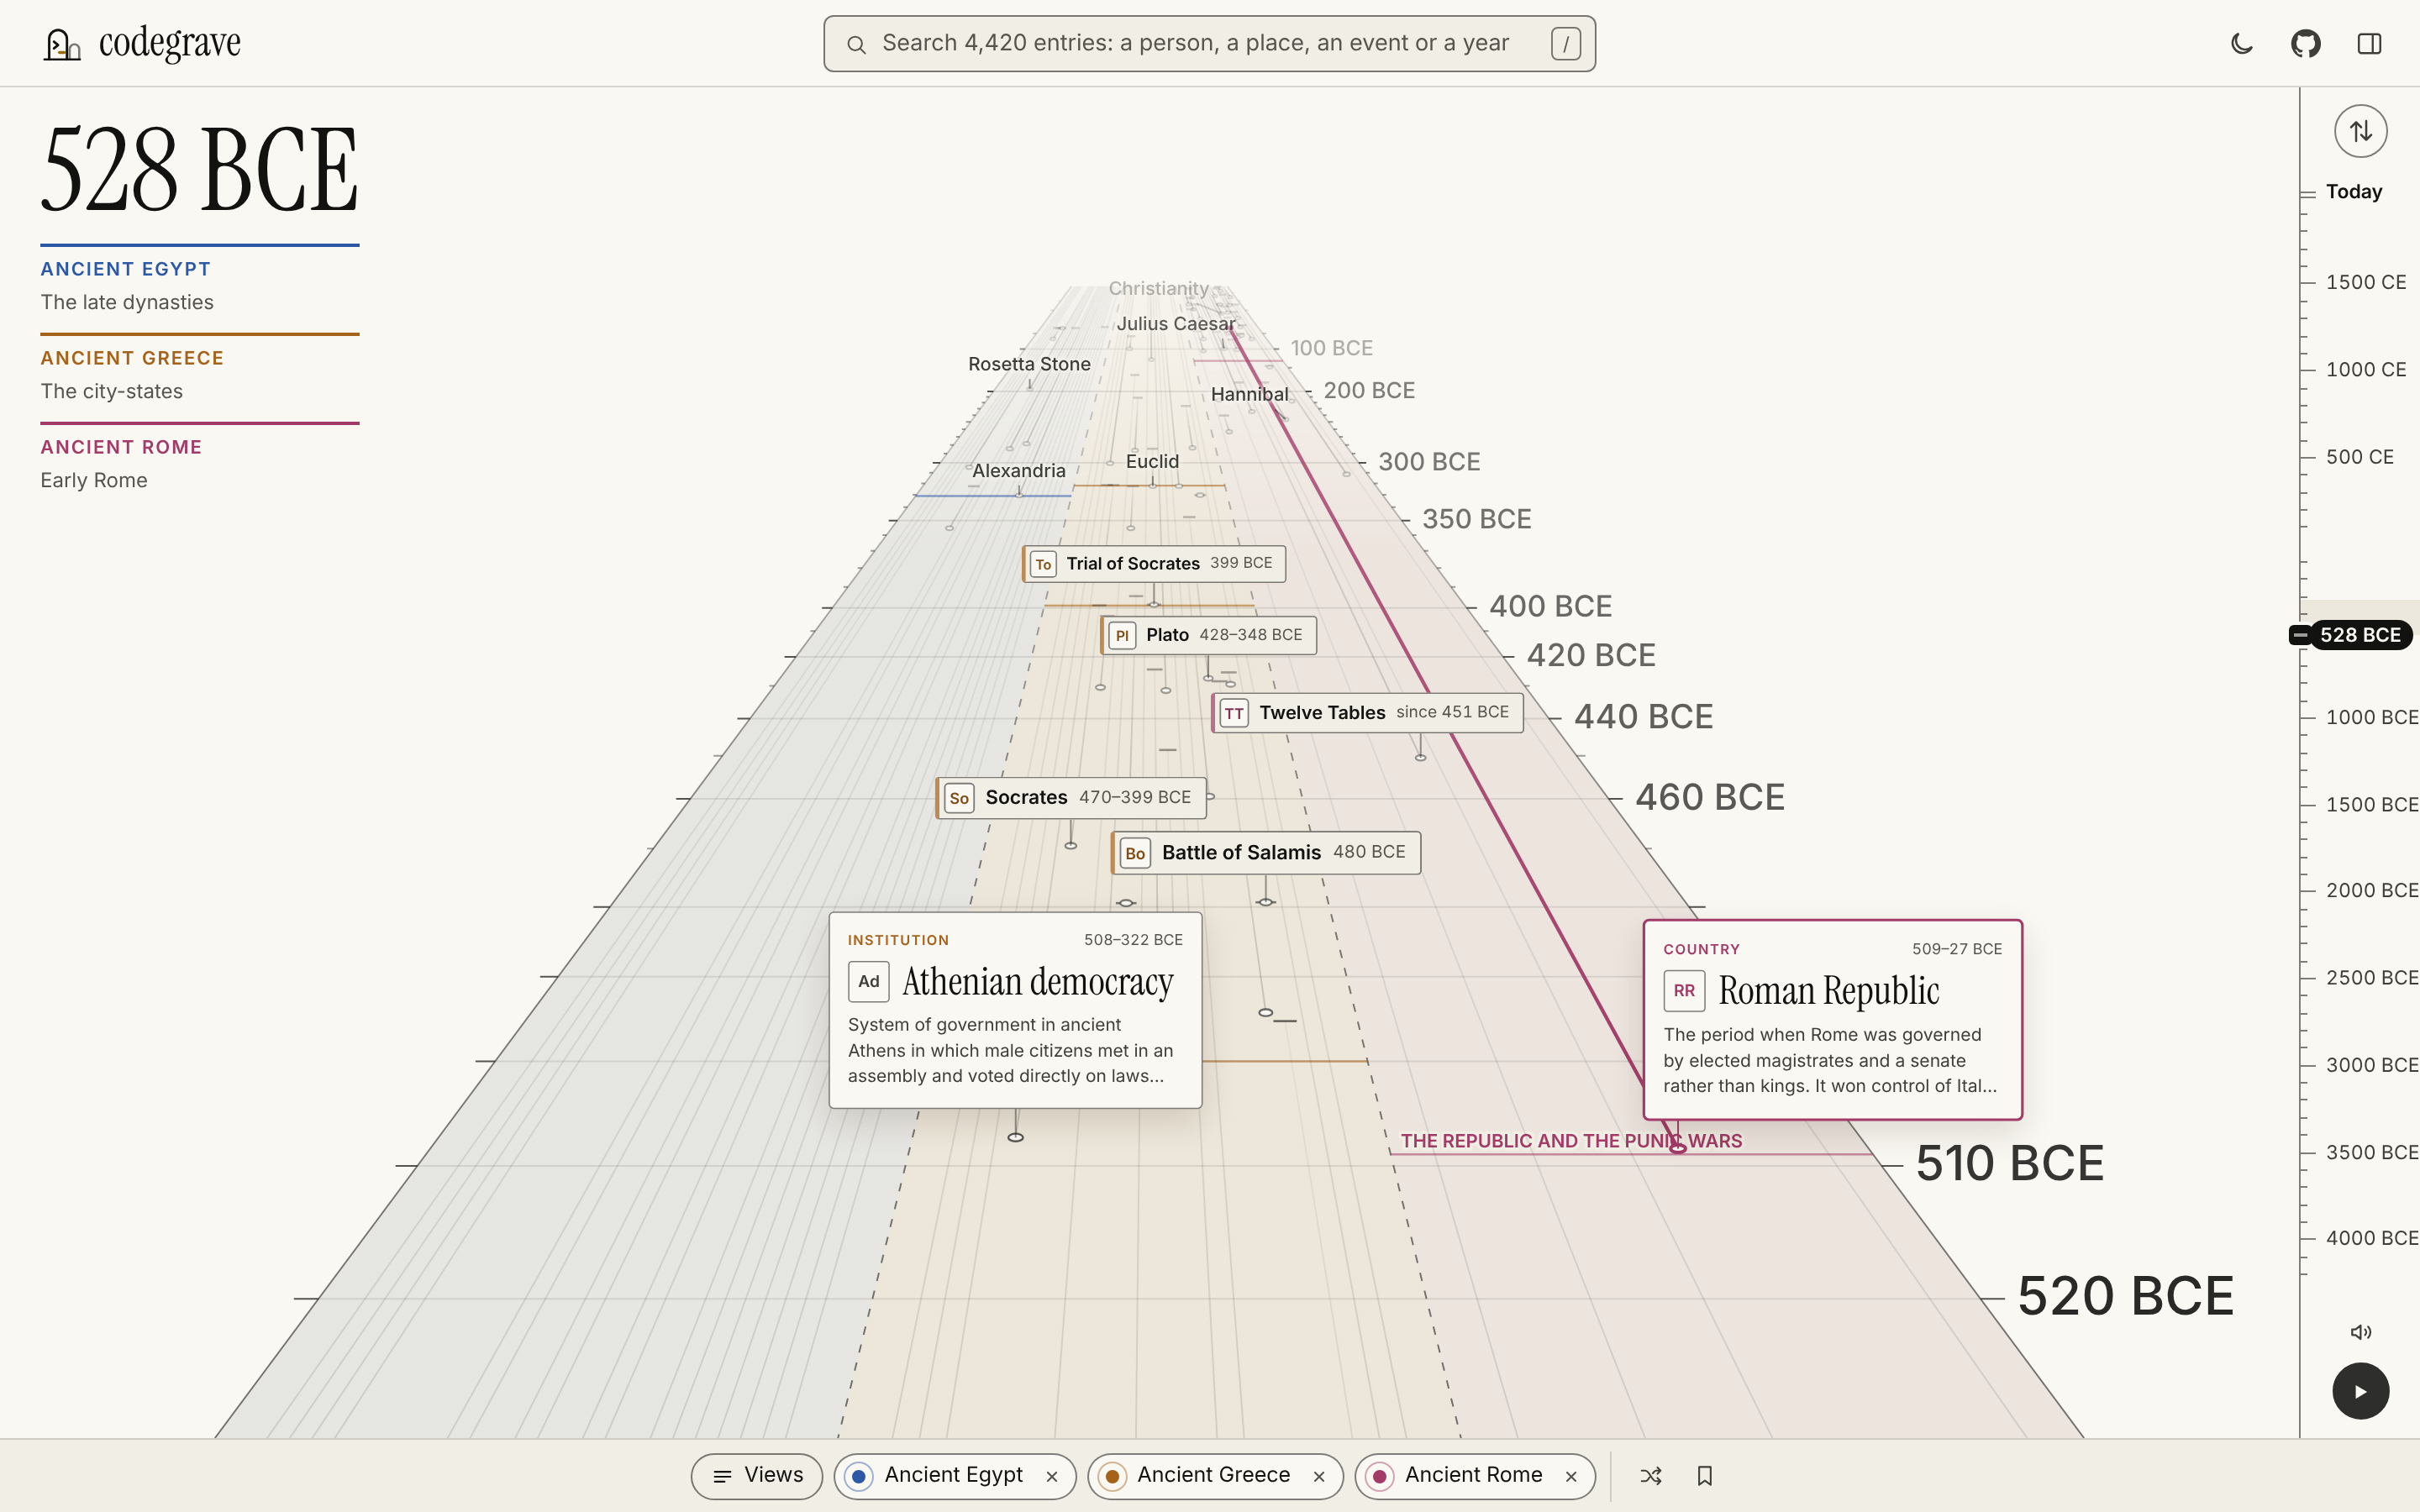 codegrave
Search 4,420 entries: a person, a place, an event or a year
/
528 BCE
ANCIENT EGYPT
The late dynasties
ANCIENT GREECE
The city-states
ANCIENT ROME
Early Rome
Christianity
Julius Caesar
100 BCE
Rosetta Stone
Hannibal
200 BCE
Alexandria
Euclid
300 BCE
350 BCE
To Trial of Socrates 399 BCE
400 BCE
Pl Plato 428–348 BCE
420 BCE
TT Twelve Tables since 451 BCE
440 BCE
So Socrates 470–399 BCE
460 BCE
Bo Battle of Salamis 480 BCE
INSTITUTION 508–322 BCE
Ad Athenian democracy
System of government in ancient
Athens in which male citizens met in an
assembly and voted directly on laws...
COUNTRY 509–27 BCE
RR Roman Republic
The period when Rome was governed
by elected magistrates and a senate
rather than kings. It won control of Ital...
THE REPUBLIC AND THE PUNIC WARS
510 BCE
520 BCE
Today
1500 CE
1000 CE
500 CE
528 BCE
1000 BCE
1500 BCE
2000 BCE
2500 BCE
3000 BCE
3500 BCE
4000 BCE
Views
Ancient Egypt ×
Ancient Greece ×
Ancient Rome ×